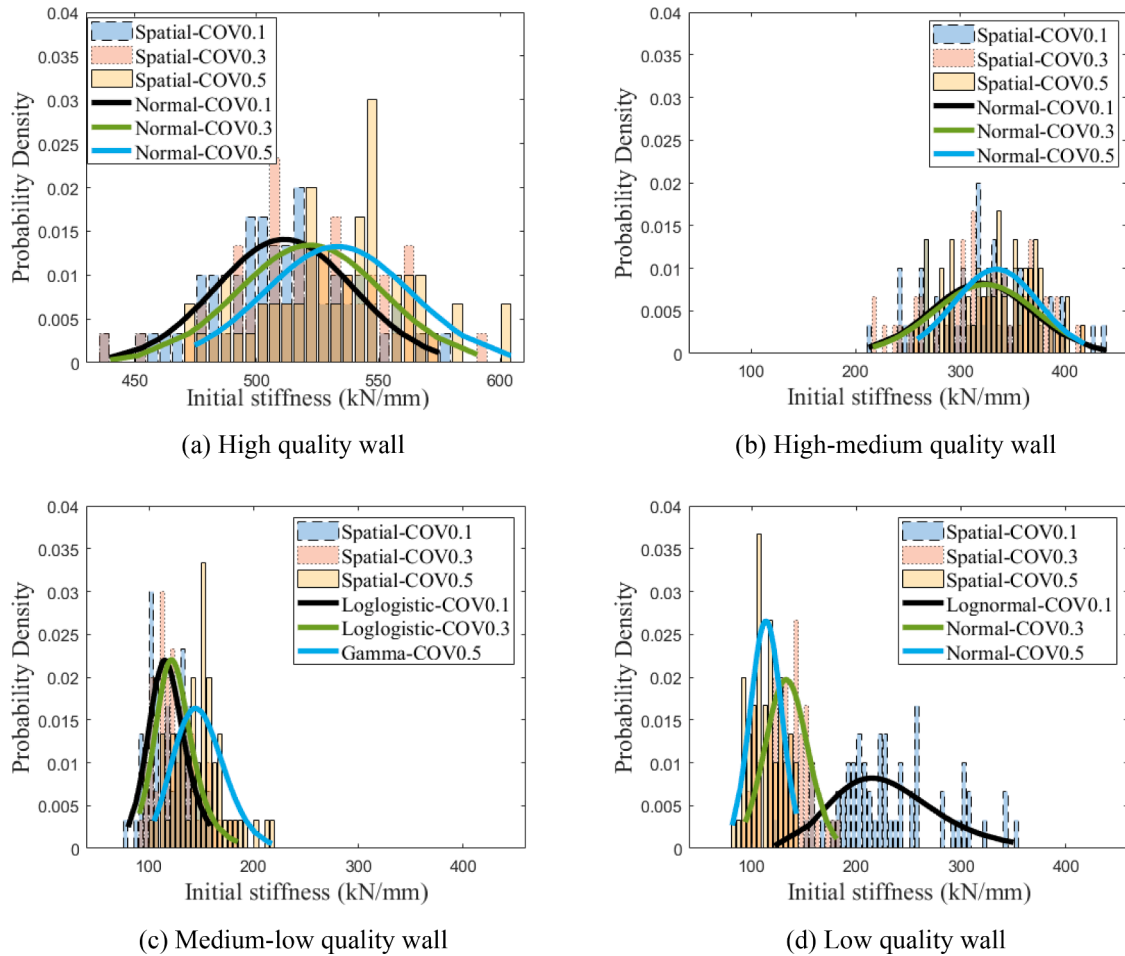 0.04
0.035
0.03
0.025
0.02
0.015
0.01
0.005
0
Probability Density
Spatial-COV0.1
Spatial-COV0.3
Spatial-COV0.5
Normal-COV0.1
Normal-COV0.3
Normal-COV0.5
450 500 550 600
Initial stiffness (kN/mm)
(a) High quality wall
0.04
0.035
0.03
0.025
0.02
0.015
0.01
0.005
0
Probability Density
Spatial-COV0.1
Spatial-COV0.3
Spatial-COV0.5
Normal-COV0.1
Normal-COV0.3
Normal-COV0.5
100 200 300 400
Initial stiffness (kN/mm)
(b) High-medium quality wall
0.04
0.035
0.03
0.025
0.02
0.015
0.01
0.005
0
Probability Density
Spatial-COV0.1
Spatial-COV0.3
Spatial-COV0.5
Loglogistic-COV0.1
Loglogistic-COV0.3
Gamma-COV0.5
100 200 300 400
Initial stiffness (kN/mm)
(c) Medium-low quality wall
0.04
0.035
0.03
0.025
0.02
0.015
0.01
0.005
0
Probability Density
Spatial-COV0.1
Spatial-COV0.3
Spatial-COV0.5
Lognormal-COV0.1
Normal-COV0.3
Normal-COV0.5
100 200 300 400
Initial stiffness (kN/mm)
(d) Low quality wall